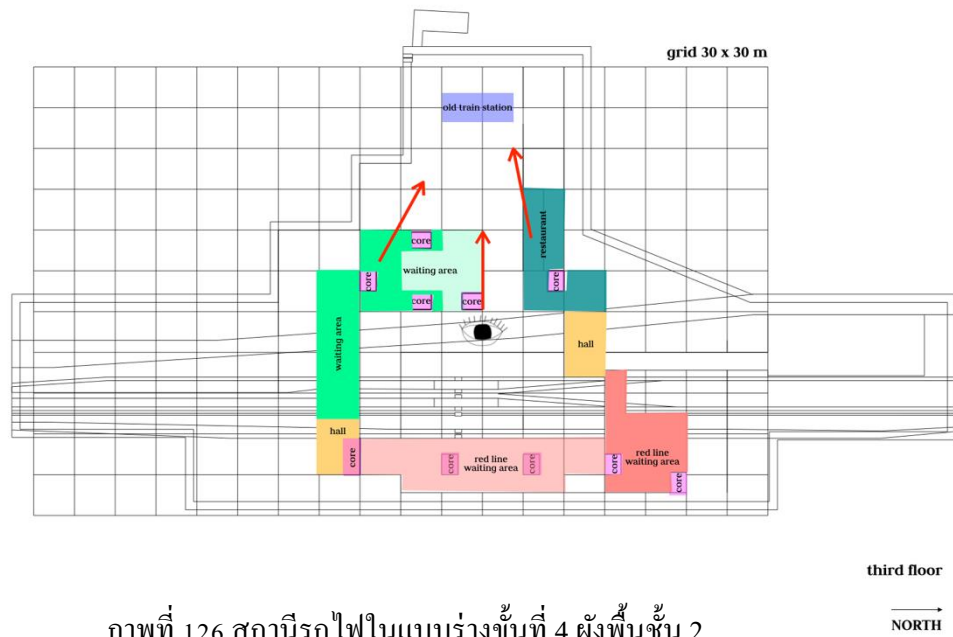 grid 30 x 30 m
old train station
restaurant
core
waiting area
core
core
core
core
waiting area
hall
hall
core
core
red line
waiting area
core
core
red line
waiting area
core
third floor
NORTH
ภาพที่ 126 สถานีรถไฟในแบบร่างขั้นที่ 4 ผังพื้นชั้น 2